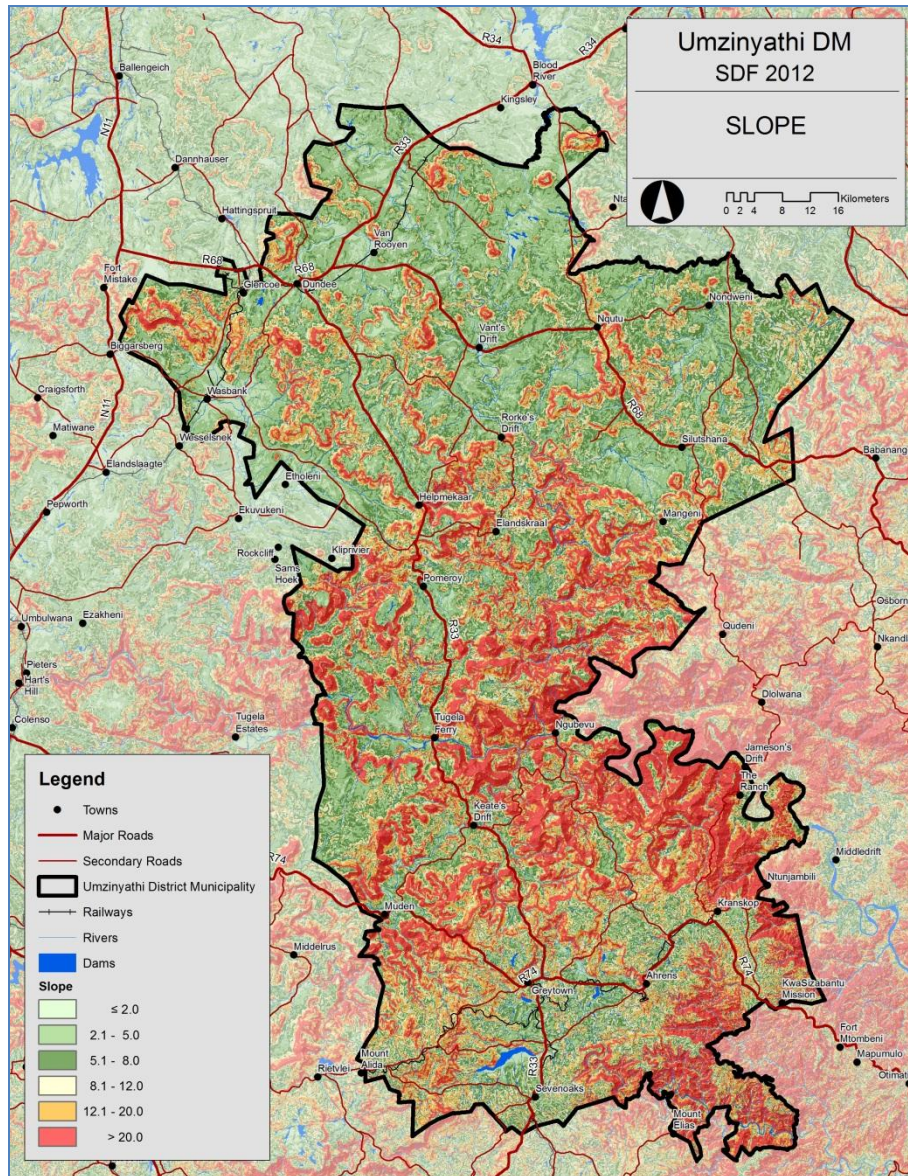 Umzinyathi DM
SDF 2012
SLOPE
Kilometers
0 2 4 8 12 16
R34
R34
Ballengeich
Blood
River
Kingsley
N11
R33
Dannhauser
Hattingspruit
Van
Rooyen
R68
R68
Fort
Mistake
Glencoe
Dundee
Nondweni
Nqutu
Vant's
Drift
Biggarsberg
Craigsforth
N11
Wasbank
Rorke's
Drift
R68
Matiwane
Wesselsnek
Silutshana
Babanango
Elandslaagte
Etholeni
Helpmekaar
Pepworth
Ekuvukeni
Elandskraal
Mangeni
Rockcliff
Kliprivier
Sams
Hoek
Pomeroy
Umbulwana
Ezakheni
R33
Qudeni
Osborn
Nkandl
Pieters
Hart's
Hill
Dlolwana
Colenso
Tugela
Estates
Tugela
Ferry
Ngubevu
Jameson's
Drift
The
Ranch
Keate's
Drift
Middledrift
Ntunjambili
R74
Muden
Kranskop
Middelrus
R74
Greytown
Ahrens
R74
KwaSizabantu
Mission
Fort
Mtombeni
Mapumulo
Otimati
Mount
Alida
Rietvlei
R33
Sevenoaks
Mount
Elias
Legend
Towns
Major Roads
Secondary Roads
Umzinyathi District Municipality
Railways
Rivers
Dams
Slope
≤ 2.0
2.1 - 5.0
5.1 - 8.0
8.1 - 12.0
12.1 - 20.0
> 20.0